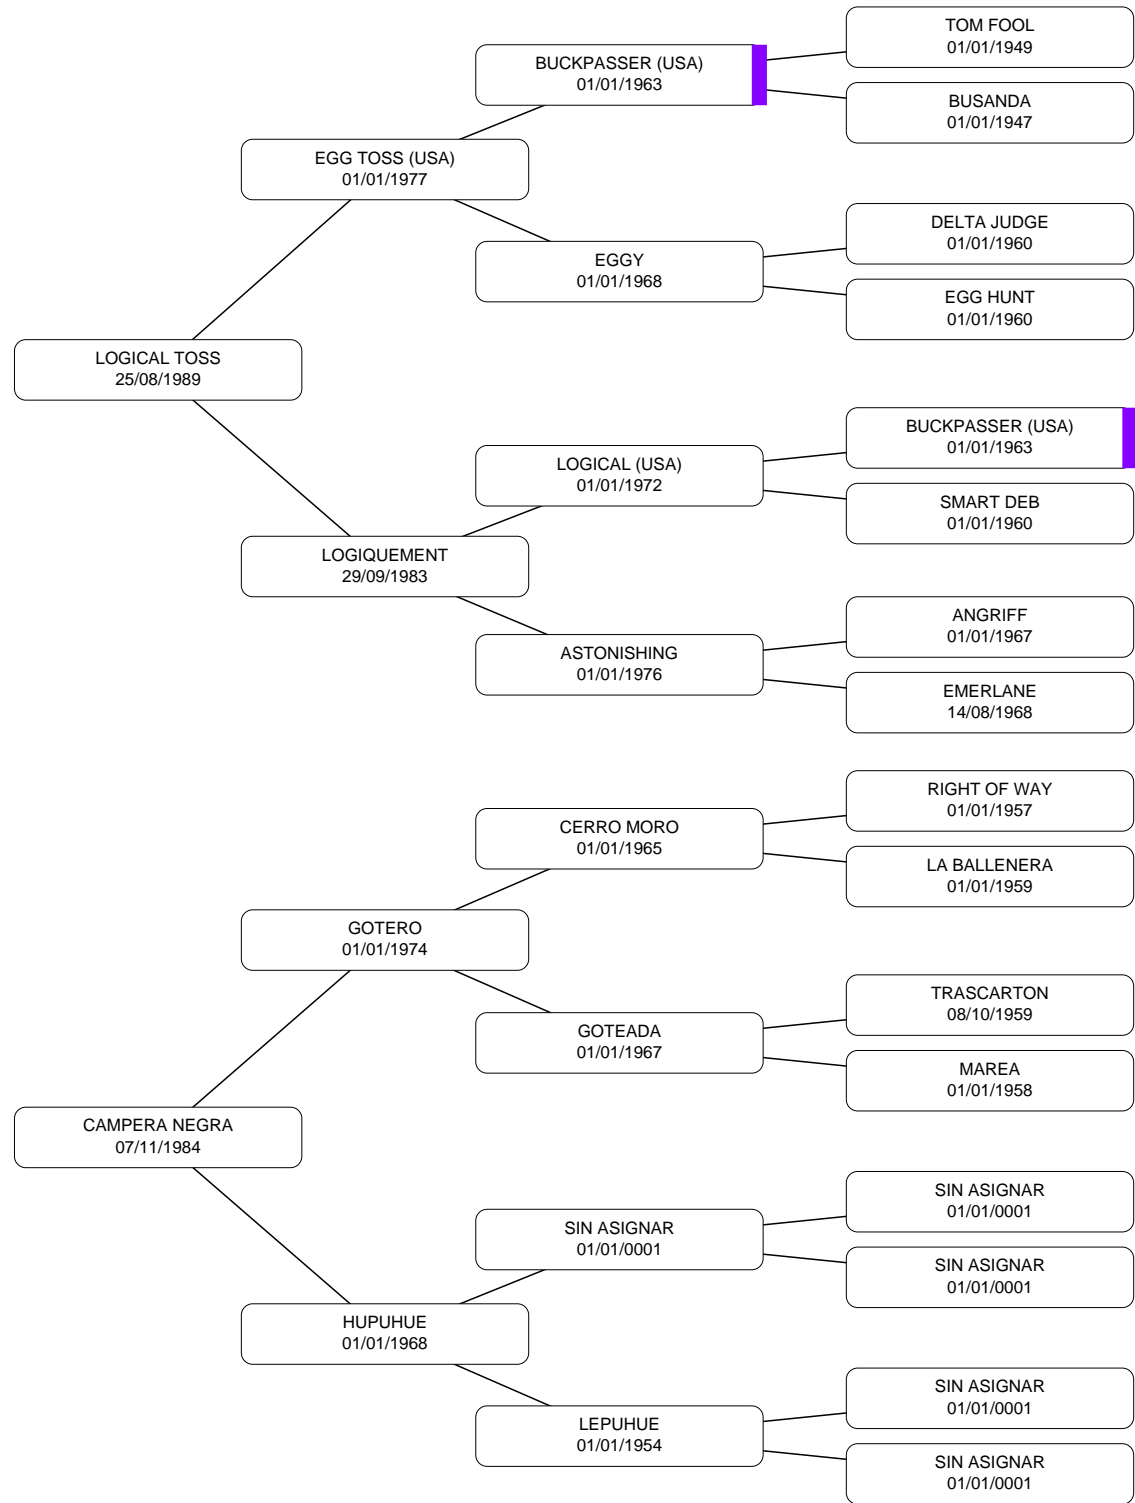 TOM FOOL
01/01/1949
BUCKPASSER (USA)
01/01/1963
BUSANDA
01/01/1947
EGG TOSS (USA)
01/01/1977
DELTA JUDGE
01/01/1960
EGGY
01/01/1968
EGG HUNT
01/01/1960
LOGICAL TOSS
25/08/1989
BUCKPASSER (USA)
01/01/1963
LOGICAL (USA)
01/01/1972
SMART DEB
01/01/1960
LOGIQUEMENT
29/09/1983
ANGRIFF
01/01/1967
ASTONISHING
01/01/1976
EMERLANE
14/08/1968
RIGHT OF WAY
01/01/1957
CERRO MORO
01/01/1965
LA BALLENERA
01/01/1959
GOTERO
01/01/1974
TRASCARTON
08/10/1959
GOTEADA
01/01/1967
MAREA
01/01/1958
CAMPERA NEGRA
07/11/1984
SIN ASIGNAR
01/01/0001
SIN ASIGNAR
01/01/0001
SIN ASIGNAR
01/01/0001
HUPUHUE
01/01/1968
SIN ASIGNAR
01/01/0001
LEPUHUE
01/01/1954
SIN ASIGNAR
01/01/0001